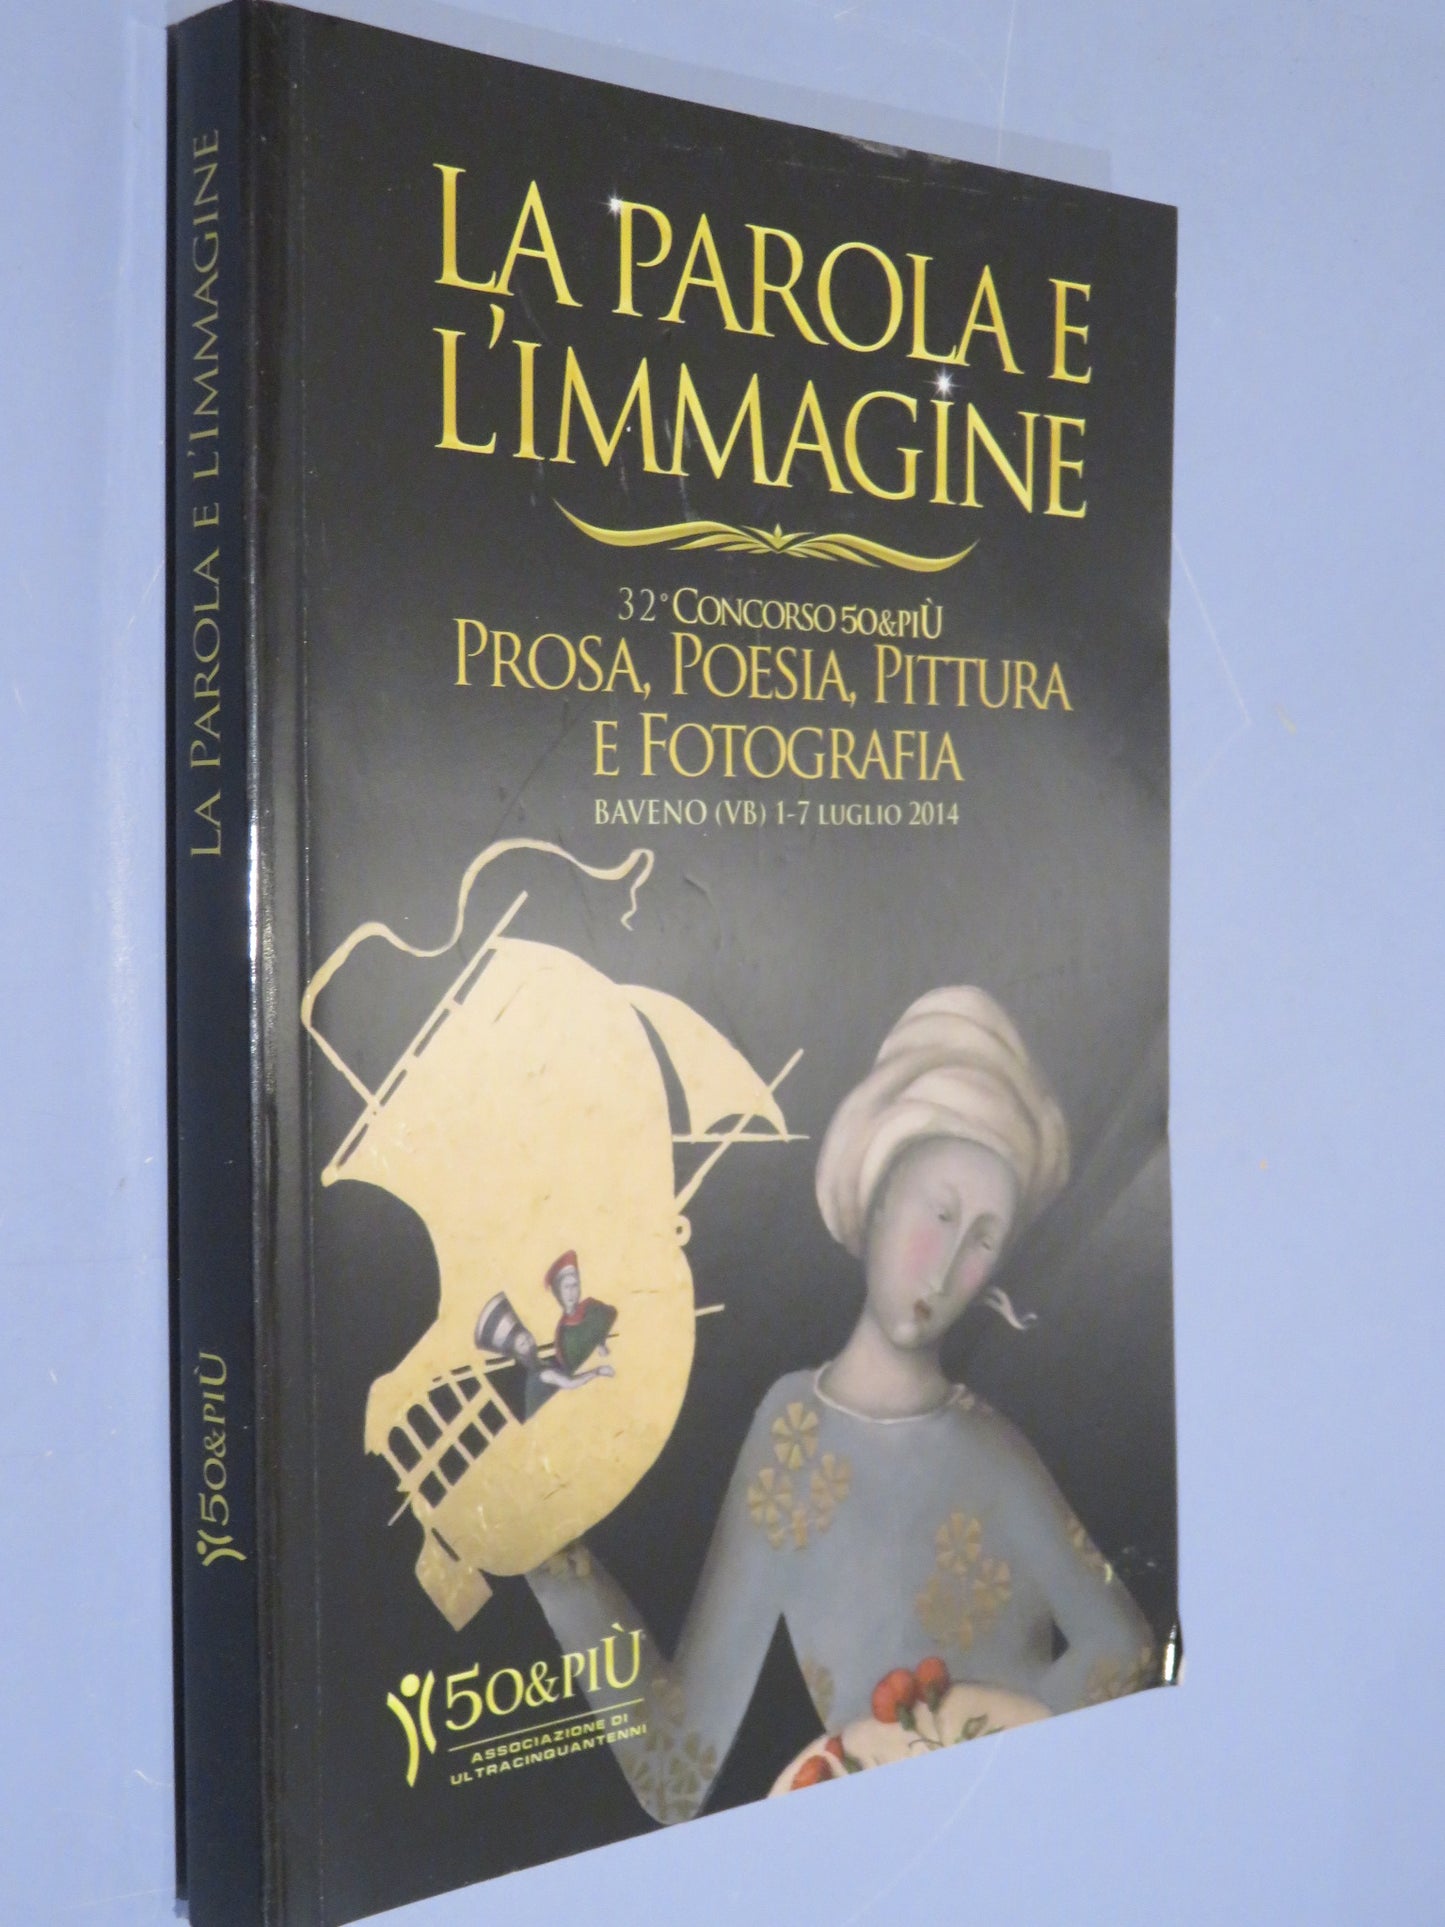 LA PAROLA E L'IMMAGINE
50&PIÙ
LA PAROLA E
L'IMMAGINE
32° CONCORSO 50&PIÙ
PROSA, POESIA, PITTURA
E FOTOGRAFIA
BAVENO (VB) 1-7 LUGLIO 2014
50&PIÙ
ASSOCIAZIONE DI
ULTRACINQUANTENNI